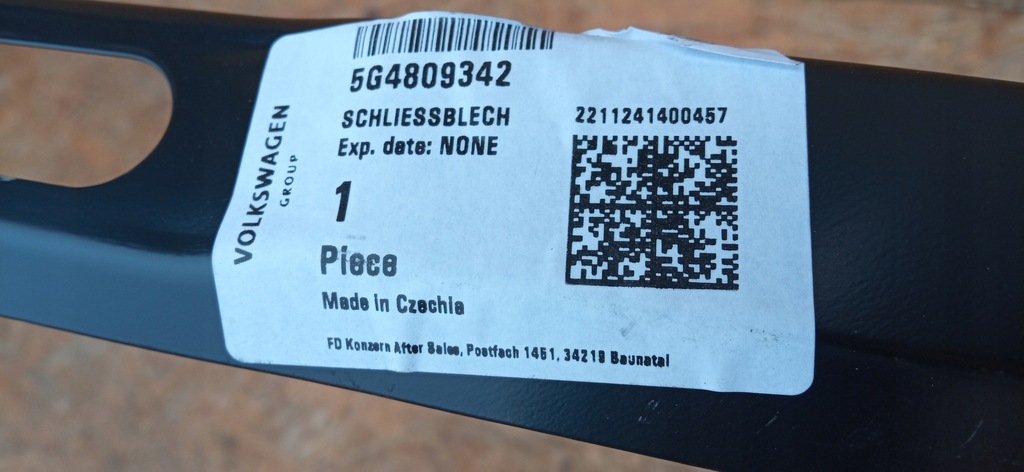 5G4809342
SCHLIESSBLECH
Exp. date: NONE
1
Piece
Made in Czechia
FD Konzern After Sales, Postfach 1451, 34219 Baunatal
2211241400457
VOLKSWAGEN
GROUP